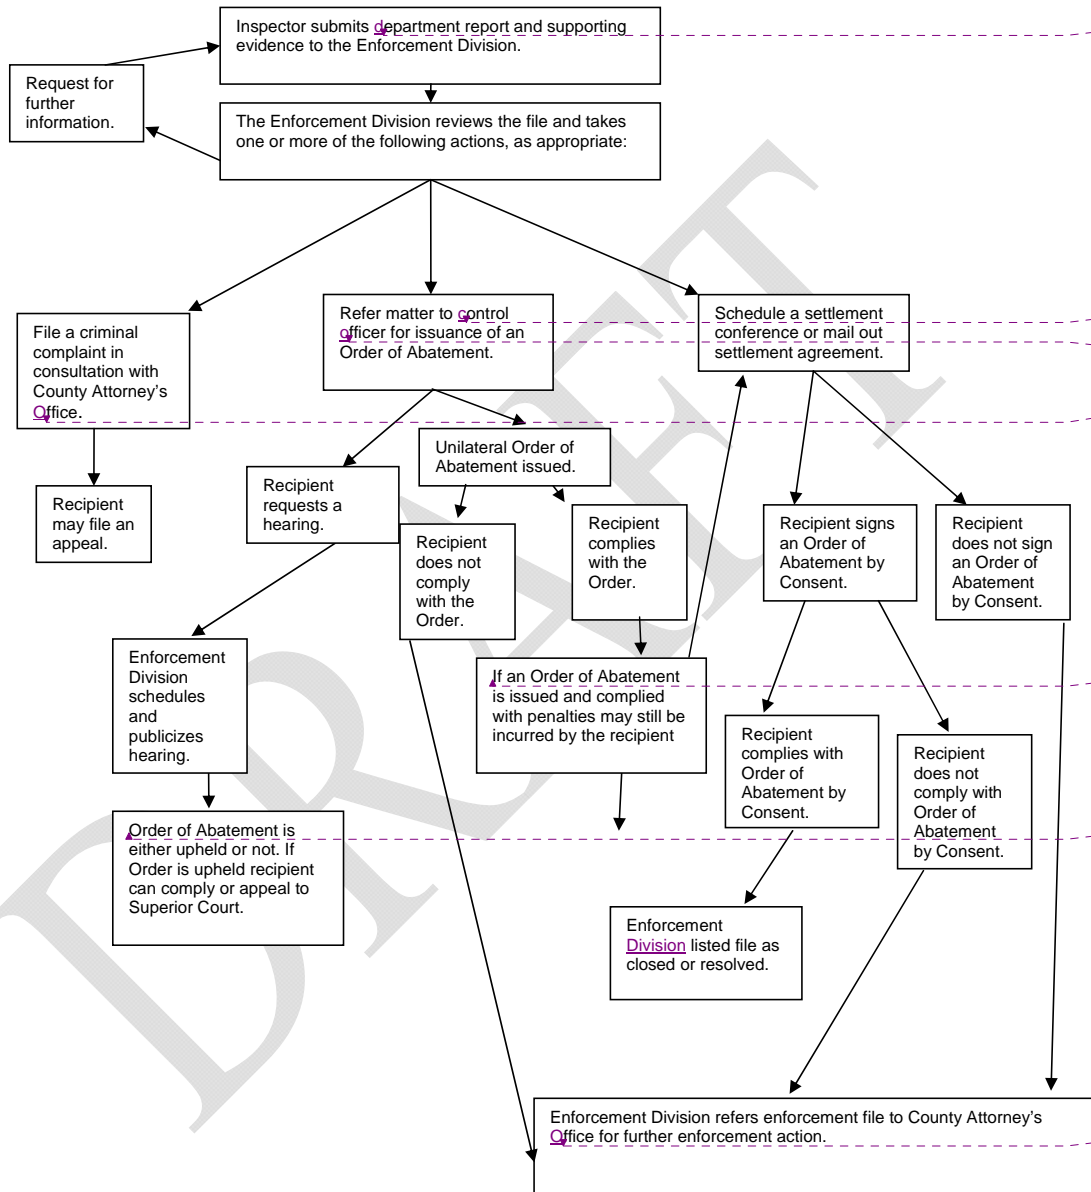 Inspector submits department report and supporting
evidence to the Enforcement Division.
Request for
further
information.
The Enforcement Division reviews the file and takes
one or more of the following actions, as appropriate:
File a criminal
complaint in
consultation with
County Attorney's
Office.
Refer matter to control
officer for issuance of an
Order of Abatement.
Schedule a settlement
conference or mail out
settlement agreement.
Recipient
may file an
appeal.
Recipient
requests a
hearing.
Unilateral Order of
Abatement issued.
Recipient
does not
comply
with the
Order.
Recipient
complies
with the
Order.
Recipient signs
an Order of
Abatement by
Consent.
Recipient
does not sign
an Order of
Abatement
by Consent.
Enforcement
Division
schedules
and
publicizes
hearing.
If an Order of Abatement
is issued and complied
with penalties may still be
incurred by the recipient
Recipient
complies with
Order of
Abatement by
Consent.
Recipient
does not
comply with
Order of
Abatement
by Consent.
Order of Abatement is
either upheld or not. If
Order is upheld recipient
can comply or appeal to
Superior Court.
Enforcement
Division listed file as
closed or resolved.
Enforcement Division refers enforcement file to County Attorney's
Office for further enforcement action.
DRAFT